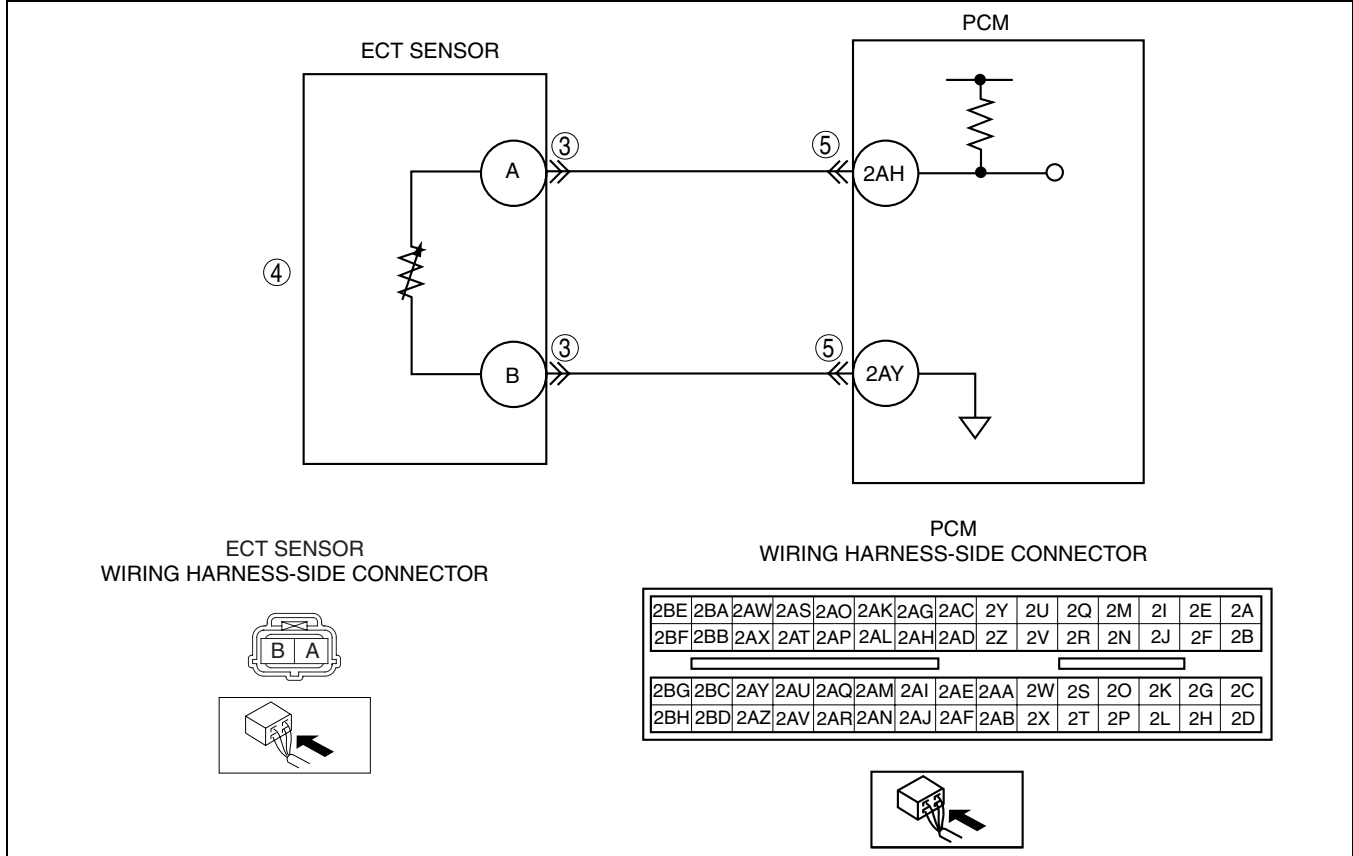 PCM
ECT SENSOR
A
③
⑤
2AH
④
B
③
⑤
2AY
ECT SENSOR
WIRING HARNESS-SIDE CONNECTOR
B A
PCM
WIRING HARNESS-SIDE CONNECTOR
2BE 2BA 2AW 2AS 2AO 2AK 2AG 2AC 2Y 2U 2Q 2M 2I 2E 2A
2BF 2BB 2AX 2AT 2AP 2AL 2AH 2AD 2Z 2V 2R 2N 2J 2F 2B
2BG 2BC 2AY 2AU 2AQ 2AM 2AI 2AE 2AA 2W 2S 2O 2K 2G 2C
2BH 2BD 2AZ 2AV 2AR 2AN 2AJ 2AF 2AB 2X 2T 2P 2L 2H 2D